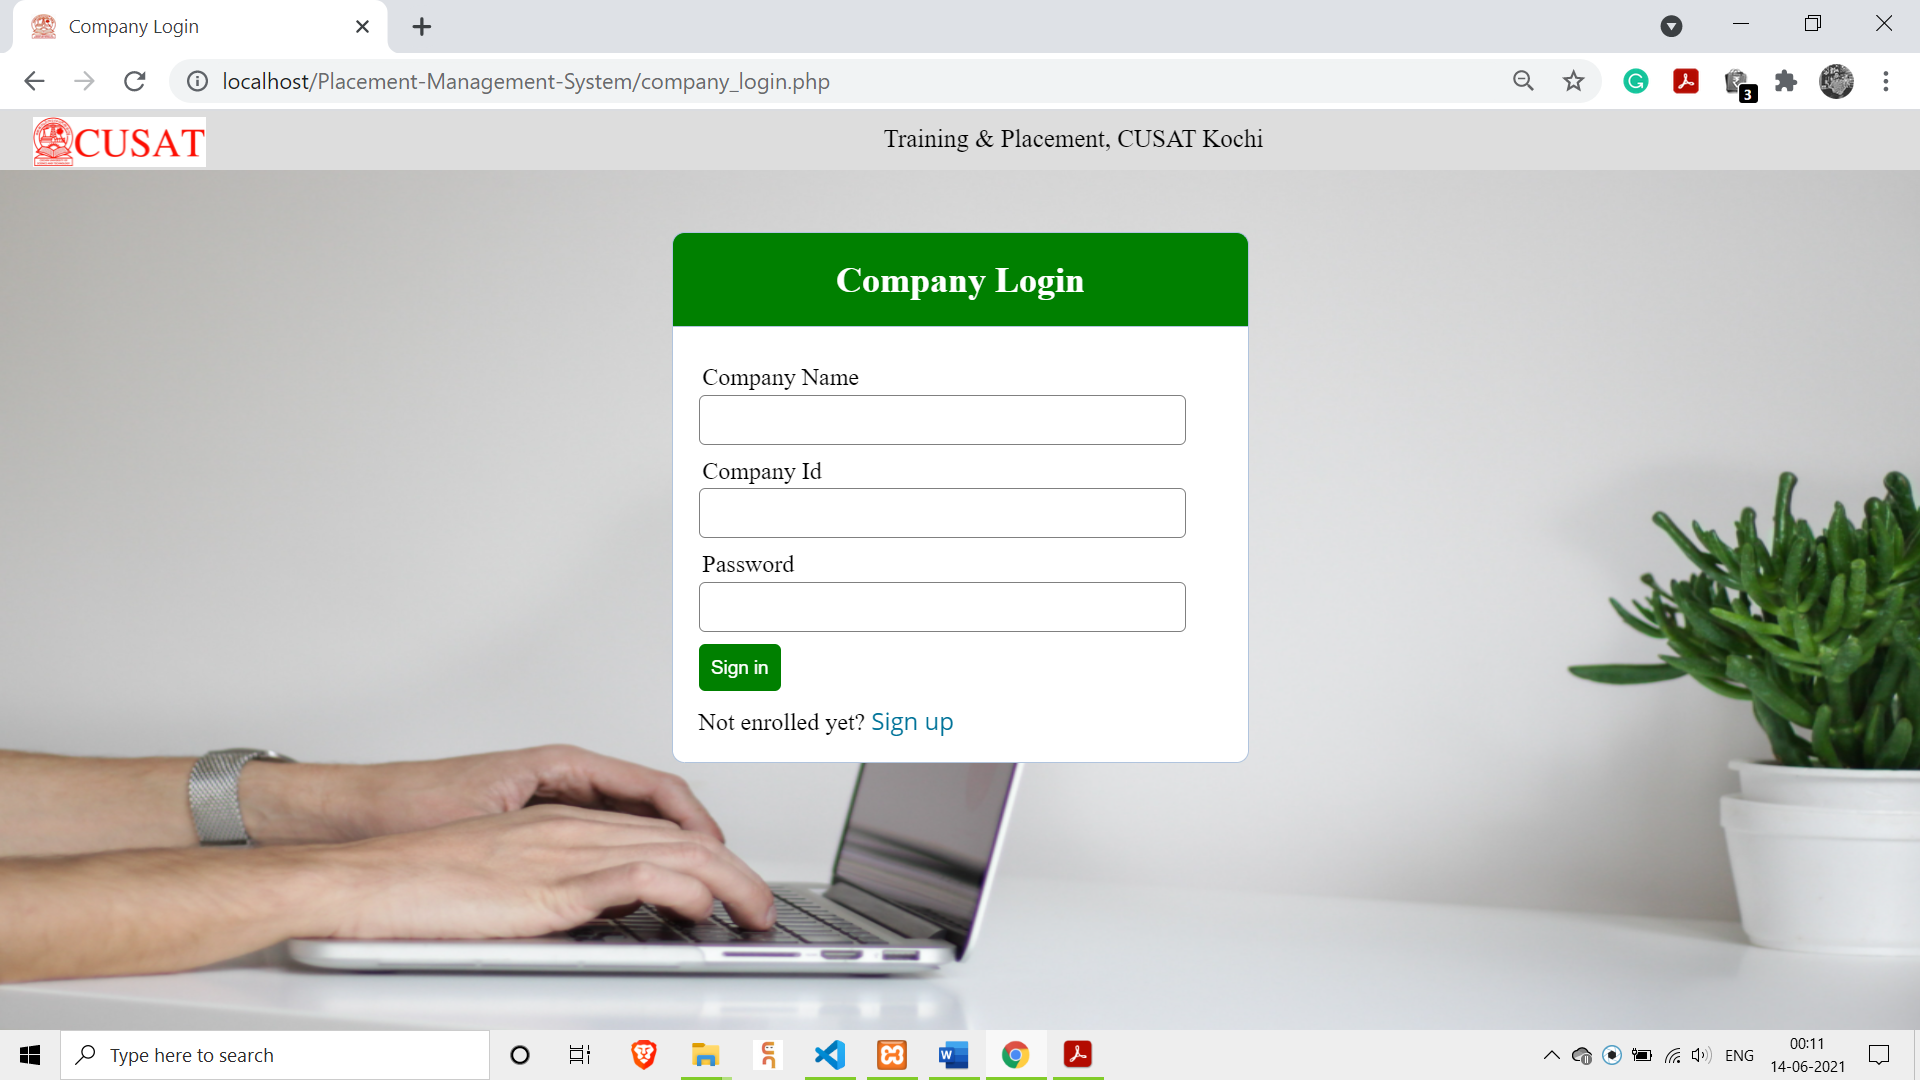 Company Login
localhost/Placement-Management-System/company_login.php
3
CUSAT
Training & Placement, CUSAT Kochi
Company Login
Company Name
Company Id
Password
Sign in
Not enrolled yet? Sign up
Type here to search
ENG
00:11
14-06-2021